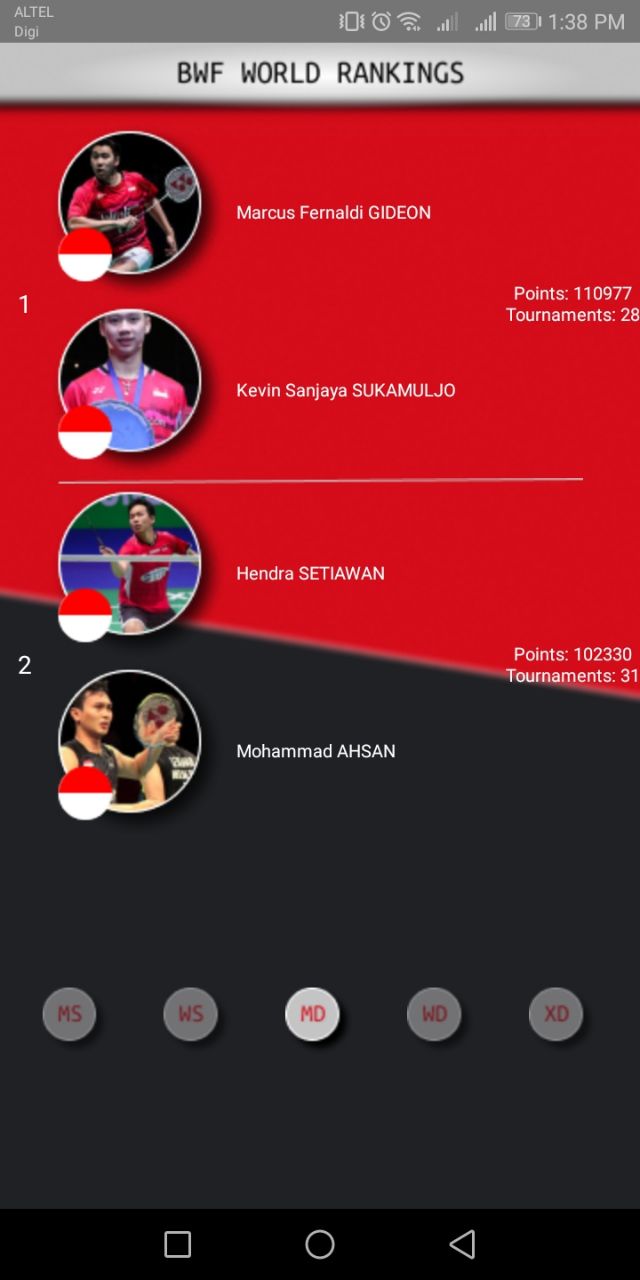 ALTEL
Digi
73 1:38 PM
BWF WORLD RANKINGS
Marcus Fernaldi GIDEON
1
Points: 110977
Tournaments: 28
Kevin Sanjaya SUKAMULJO
Hendra SETIAWAN
2
Points: 102330
Tournaments: 31
Mohammad AHSAN
MS WS MD WD XD